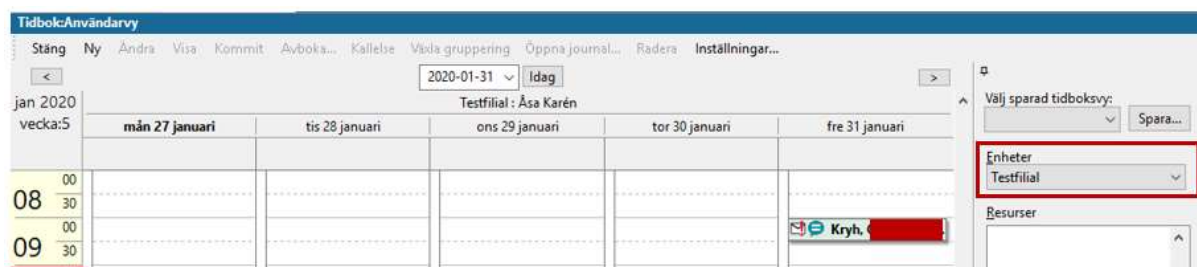 Tidbok:Användarvy
Stäng Ny Ändra Visa Kommit Avboka... Kallelse Växla gruppering Öppna journal... Radera Inställningar...
< 2020-01-31 Idag >
jan 2020 Testfilial : Åsa Karén Välj sparad tidboksvy:
vecka:5 mån 27 januari tis 28 januari ons 29 januari tor 30 januari fre 31 januari Spara...
Enheter
Testfilial
08 00
30
Resurser
09 00 Kryh,
30